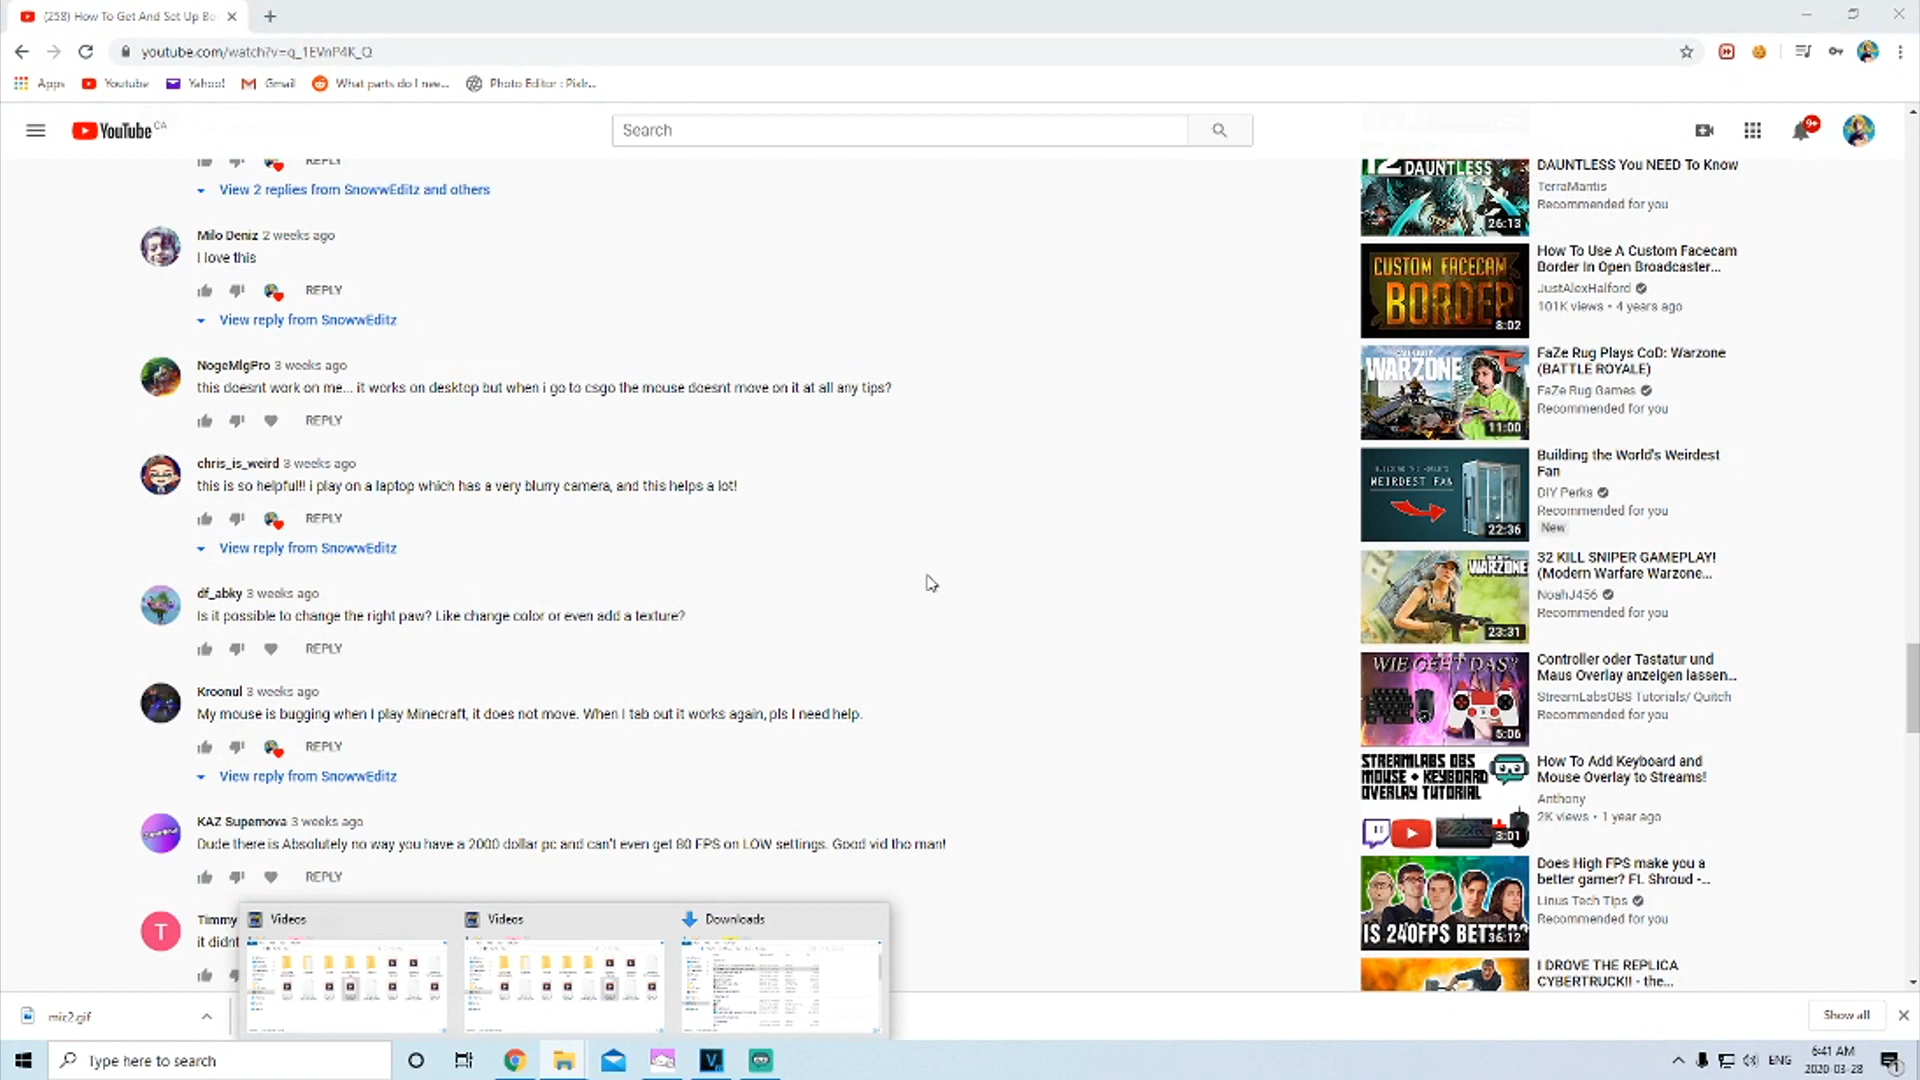 (258) How To Get And Set Up Bo
youtube.com/watch?v=q_1EVnP4K_Q
Apps
Youtube
Yahoo!
Gmail
What parts do I nee...
Photo Editor : Pixlr...
YouTube CA
Search
9+
REPLY
View 2 replies from SnowwEditz and others
Milo Deniz 2 weeks ago
I love this
REPLY
View reply from SnowwEditz
NogeMlgPro 3 weeks ago
this doesnt work on me... it works on desktop but when i go to csgo the mouse doesnt move on it at all any tips?
REPLY
chris_is_weird 3 weeks ago
this is so helpful!! i play on a laptop which has a very blurry camera, and this helps a lot!
REPLY
View reply from SnowwEditz
df_abky 3 weeks ago
Is it possible to change the right paw? Like change color or even add a texture?
REPLY
Kroonul 3 weeks ago
My mouse is bugging when I play Minecraft, it does not move. When I tab out it works again, pls I need help.
REPLY
View reply from SnowwEditz
KAZ Supernova 3 weeks ago
Dude there is Absolutely no way you have a 2000 dollar pc and can't even get 80 FPS on LOW settings. Good vid tho man!
REPLY
T
Timmy
it didnt
DAUNTLESS
26:13
DAUNTLESS You NEED To Know
TerraMantis
Recommended for you
CUSTOM FACECAM
BORDER
8:02
How To Use A Custom Facecam
Border In Open Broadcaster...
JustAlexHalford
101K views • 4 years ago
WARZONE
11:00
FaZe Rug Plays CoD: Warzone
(BATTLE ROYALE)
FaZe Rug Games
Recommended for you
BUILDING THE WORLD'S
WEIRDEST FAN
22:36
Building the World's Weirdest
Fan
DIY Perks
Recommended for you
New
WARZONE
23:31
32 KILL SNIPER GAMEPLAY!
(Modern Warfare Warzone...
NoahJ456
Recommended for you
WIE GEHT DAS?
5:06
Controller oder Tastatur und
Maus Overlay anzeigen lassen...
StreamLabsOBS Tutorials/ Quitch
Recommended for you
STREAMLABS OBS
MOUSE + KEYBOARD
OVERLAY TUTORIAL
3:01
How To Add Keyboard and
Mouse Overlay to Streams!
Anthony
2K views • 1 year ago
IS 240FPS BETTER
36:12
Does High FPS make you a
better gamer? Ft. Shroud -...
Linus Tech Tips
Recommended for you
I DROVE THE REPLICA
CYBERTRUCK!! - the...
Videos
Videos
Downloads
mic2.gif
Show all
Type here to search
ENG
6:41 AM
2020-03-28
1